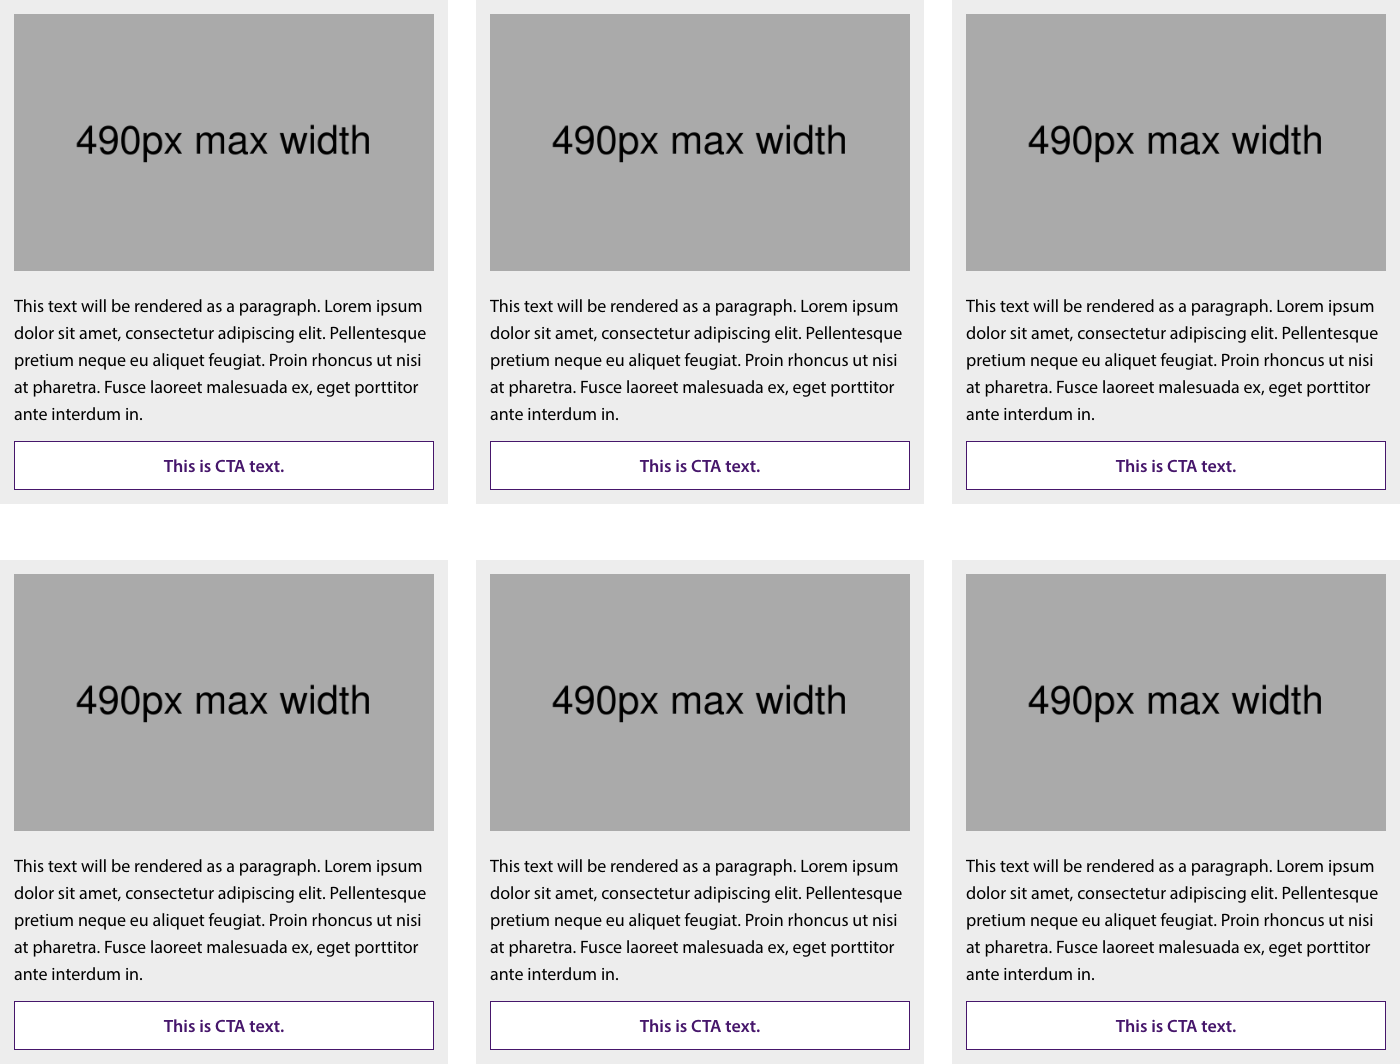 490px max width
This text will be rendered as a paragraph. Lorem ipsum
dolor sit amet, consectetur adipiscing elit. Pellentesque
pretium neque eu aliquet feugiat. Proin rhoncus ut nisi
at pharetra. Fusce laoreet malesuada ex, eget porttitor
ante interdum in.
This is CTA text.
490px max width
This text will be rendered as a paragraph. Lorem ipsum
dolor sit amet, consectetur adipiscing elit. Pellentesque
pretium neque eu aliquet feugiat. Proin rhoncus ut nisi
at pharetra. Fusce laoreet malesuada ex, eget porttitor
ante interdum in.
This is CTA text.
490px max width
This text will be rendered as a paragraph. Lorem ipsum
dolor sit amet, consectetur adipiscing elit. Pellentesque
pretium neque eu aliquet feugiat. Proin rhoncus ut nisi
at pharetra. Fusce laoreet malesuada ex, eget porttitor
ante interdum in.
This is CTA text.
490px max width
This text will be rendered as a paragraph. Lorem ipsum
dolor sit amet, consectetur adipiscing elit. Pellentesque
pretium neque eu aliquet feugiat. Proin rhoncus ut nisi
at pharetra. Fusce laoreet malesuada ex, eget porttitor
ante interdum in.
This is CTA text.
490px max width
This text will be rendered as a paragraph. Lorem ipsum
dolor sit amet, consectetur adipiscing elit. Pellentesque
pretium neque eu aliquet feugiat. Proin rhoncus ut nisi
at pharetra. Fusce laoreet malesuada ex, eget porttitor
ante interdum in.
This is CTA text.
490px max width
This text will be rendered as a paragraph. Lorem ipsum
dolor sit amet, consectetur adipiscing elit. Pellentesque
pretium neque eu aliquet feugiat. Proin rhoncus ut nisi
at pharetra. Fusce laoreet malesuada ex, eget porttitor
ante interdum in.
This is CTA text.